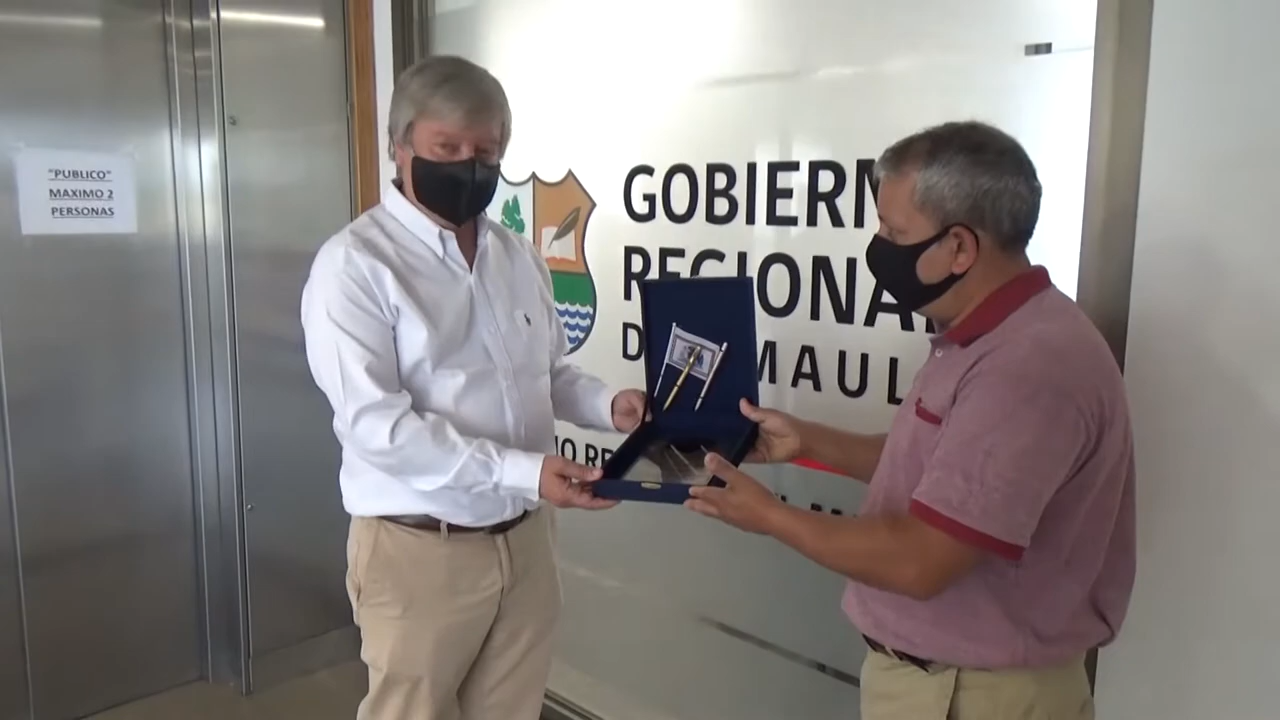 "PUBLICO"
MAXIMO 2
PERSONAS
GOBIERN
REGIONA
D MAUL